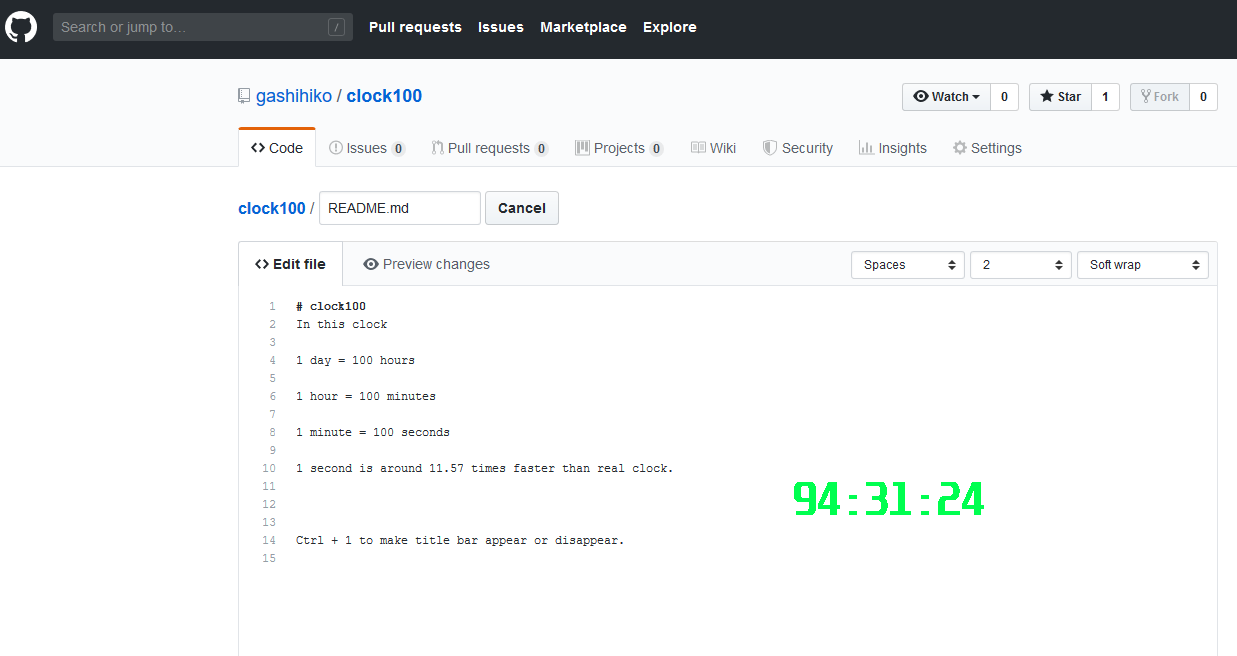 Search or jump to... /
Pull requests Issues Marketplace Explore
gashihiko / clock100
Watch 0 Star 1 Fork 0
Code Issues 0 Pull requests 0 Projects 0 Wiki Security Insights Settings
clock100 / README.md Cancel
Edit file Preview changes Spaces 2 Soft wrap
1 # clock100
2 In this clock
3
4 1 day = 100 hours
5
6 1 hour = 100 minutes
7
8 1 minute = 100 seconds
9
10 1 second is around 11.57 times faster than real clock.
11
94:31:24
12
13
14 Ctrl + 1 to make title bar appear or disappear.
15